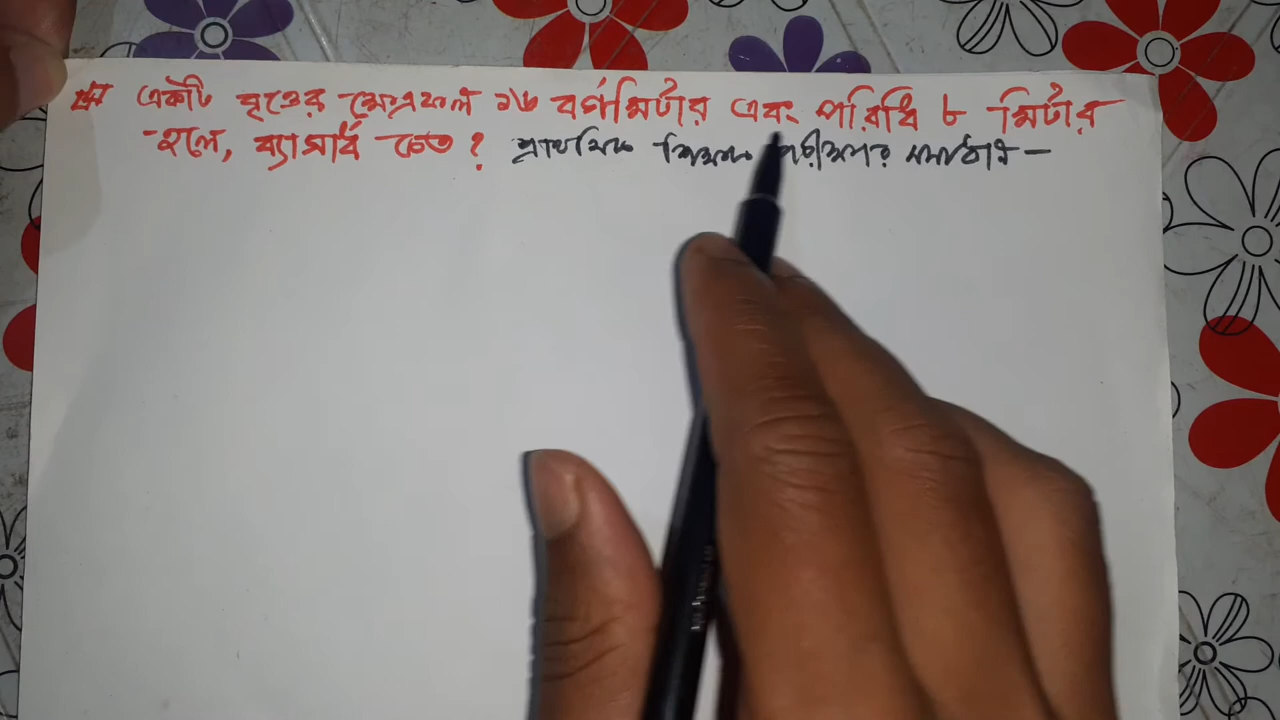 একটি বৃত্তের ক্ষেত্রফল ১৬ বর্গমিটার এবং পরিধি ৮ মিটার
হলে, ব্যাসার্ধ কত ? প্রাথমিক শিক্ষক পরীক্ষার সমাধান -